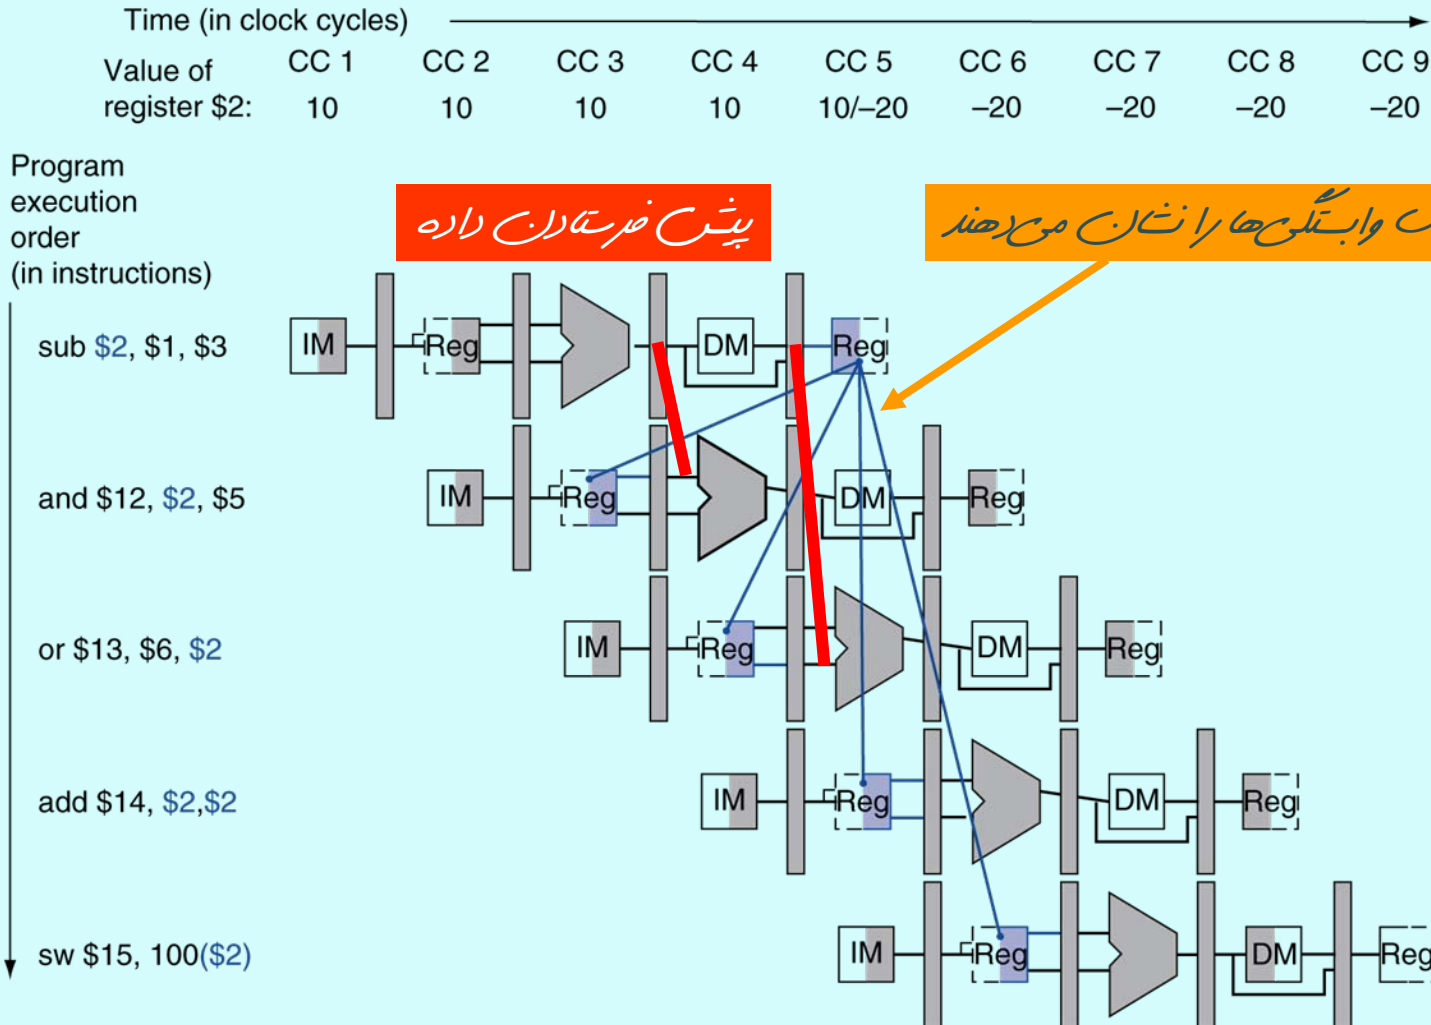 Time (in clock cycles)
Value of register $2:
CC 1 CC 2 CC 3 CC 4 CC 5 CC 6 CC 7 CC 8 CC 9
10 10 10 10 10/–20 –20 –20 –20 –20
Program
execution
order
(in instructions)
پیش فرستادن داده
وابستگی‌ها را نشان می‌دهند
sub $2, $1, $3
IM Reg DM Reg
and $12, $2, $5
IM Reg DM Reg
or $13, $6, $2
IM Reg DM Reg
add $14, $2,$2
IM Reg DM Reg
sw $15, 100($2)
IM Reg DM Reg